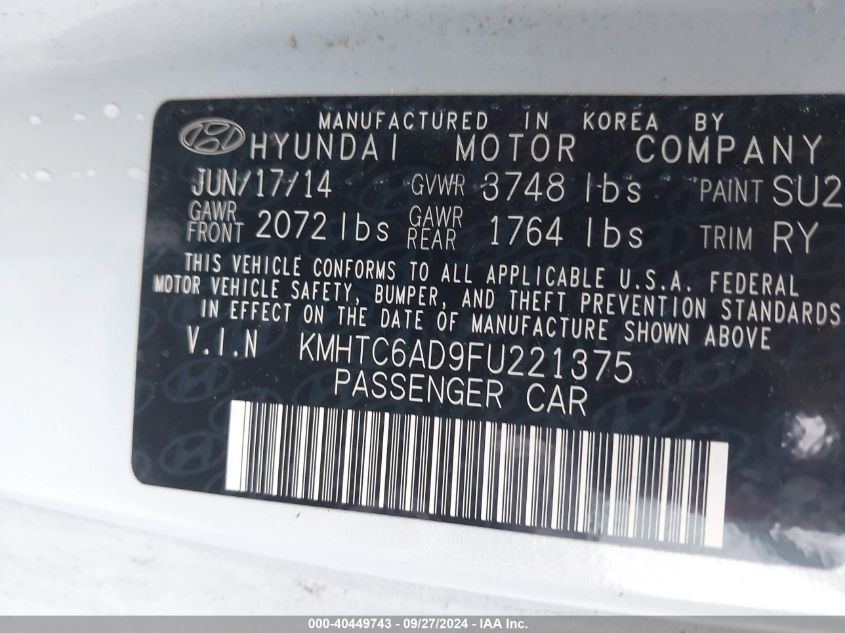 MANUFACTURED IN KOREA BY
HYUNDAI MOTOR COMPANY
JUN/17/14 GVWR 3748 lbs PAINT SU2
GAWR FRONT 2072 lbs GAWR REAR 1764 lbs TRIM RY
THIS VEHICLE CONFORMS TO ALL APPLICABLE U.S.A. FEDERAL
MOTOR VEHICLE SAFETY, BUMPER, AND THEFT PREVENTION STANDARDS
IN EFFECT ON THE DATE OF MANUFACTURE SHOWN ABOVE
V.I.N KMHTC6AD9FU221375
PASSENGER CAR
000-40449743 - 09/27/2024 - IAA Inc.